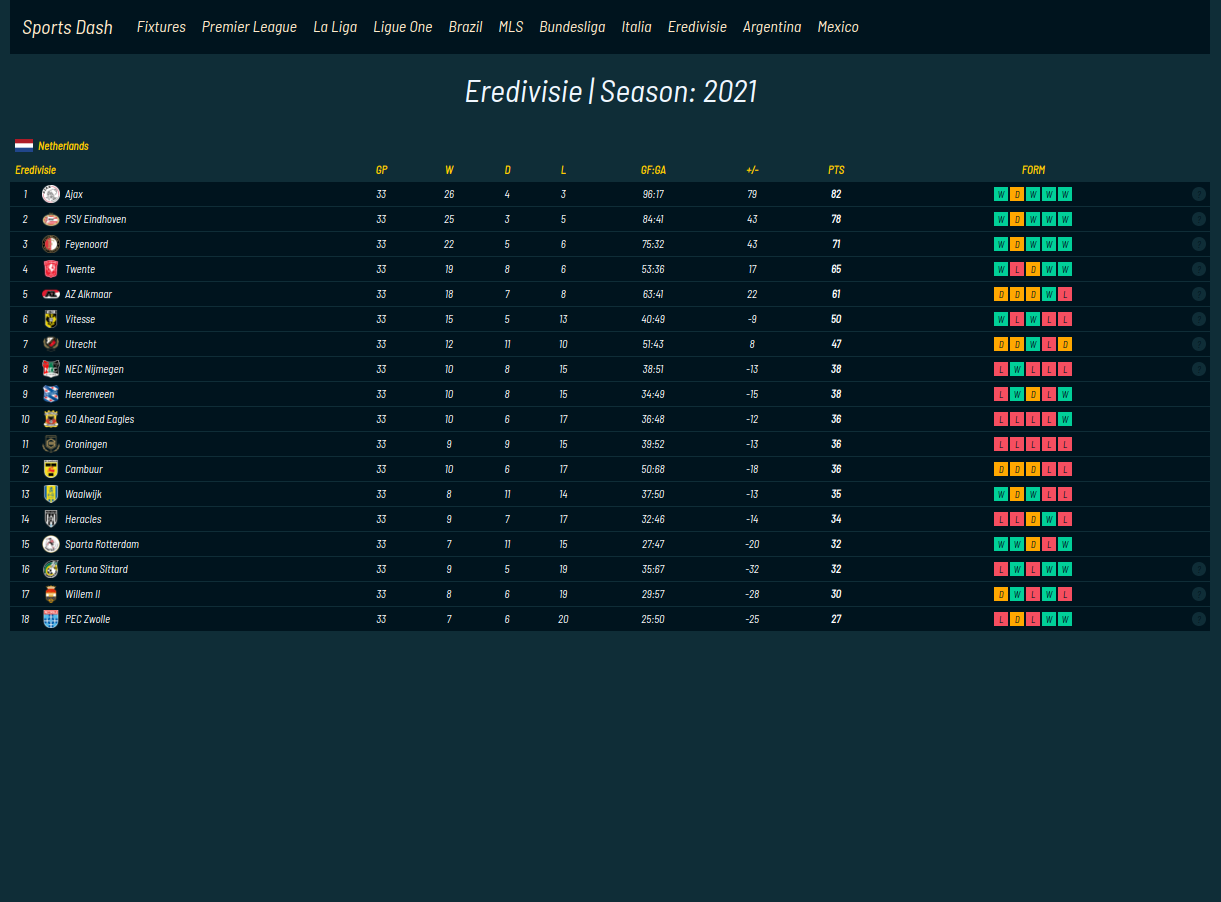 Sports Dash Fixtures Premier League La Liga Ligue One Brazil MLS Bundesliga Italia Eredivisie Argentina Mexico
Eredivisie | Season: 2021
Netherlands
Eredivisie GP W D L GF:GA +/- PTS FORM
1 Ajax 33 26 4 3 96:17 79 82 W D W W W ?
2 PSV Eindhoven 33 25 3 5 84:41 43 78 W D W W W ?
3 Feyenoord 33 22 5 6 75:32 43 71 W D W W W ?
4 Twente 33 19 8 6 53:36 17 65 W L D W W ?
5 AZ Alkmaar 33 18 7 8 63:41 22 61 D D D W L ?
6 Vitesse 33 15 5 13 40:49 -9 50 W L W L L ?
7 Utrecht 33 12 11 10 51:43 8 47 D D W L D ?
8 NEC Nijmegen 33 10 8 15 38:51 -13 38 L W L L L ?
9 Heerenveen 33 10 8 15 34:49 -15 38 L W D L W
10 GO Ahead Eagles 33 10 6 17 36:48 -12 36 L L L L W
11 Groningen 33 9 9 15 39:52 -13 36 L L L L L
12 Cambuur 33 10 6 17 50:68 -18 36 D D D L L
13 Waalwijk 33 8 11 14 37:50 -13 35 W D W L L
14 Heracles 33 9 7 17 32:46 -14 34 L L D W L
15 Sparta Rotterdam 33 7 11 15 27:47 -20 32 W W D L W
16 Fortuna Sittard 33 9 5 19 35:67 -32 32 L W L W W ?
17 Willem II 33 8 6 19 29:57 -28 30 D W L W L ?
18 PEC Zwolle 33 7 6 20 25:50 -25 27 L D L W W ?